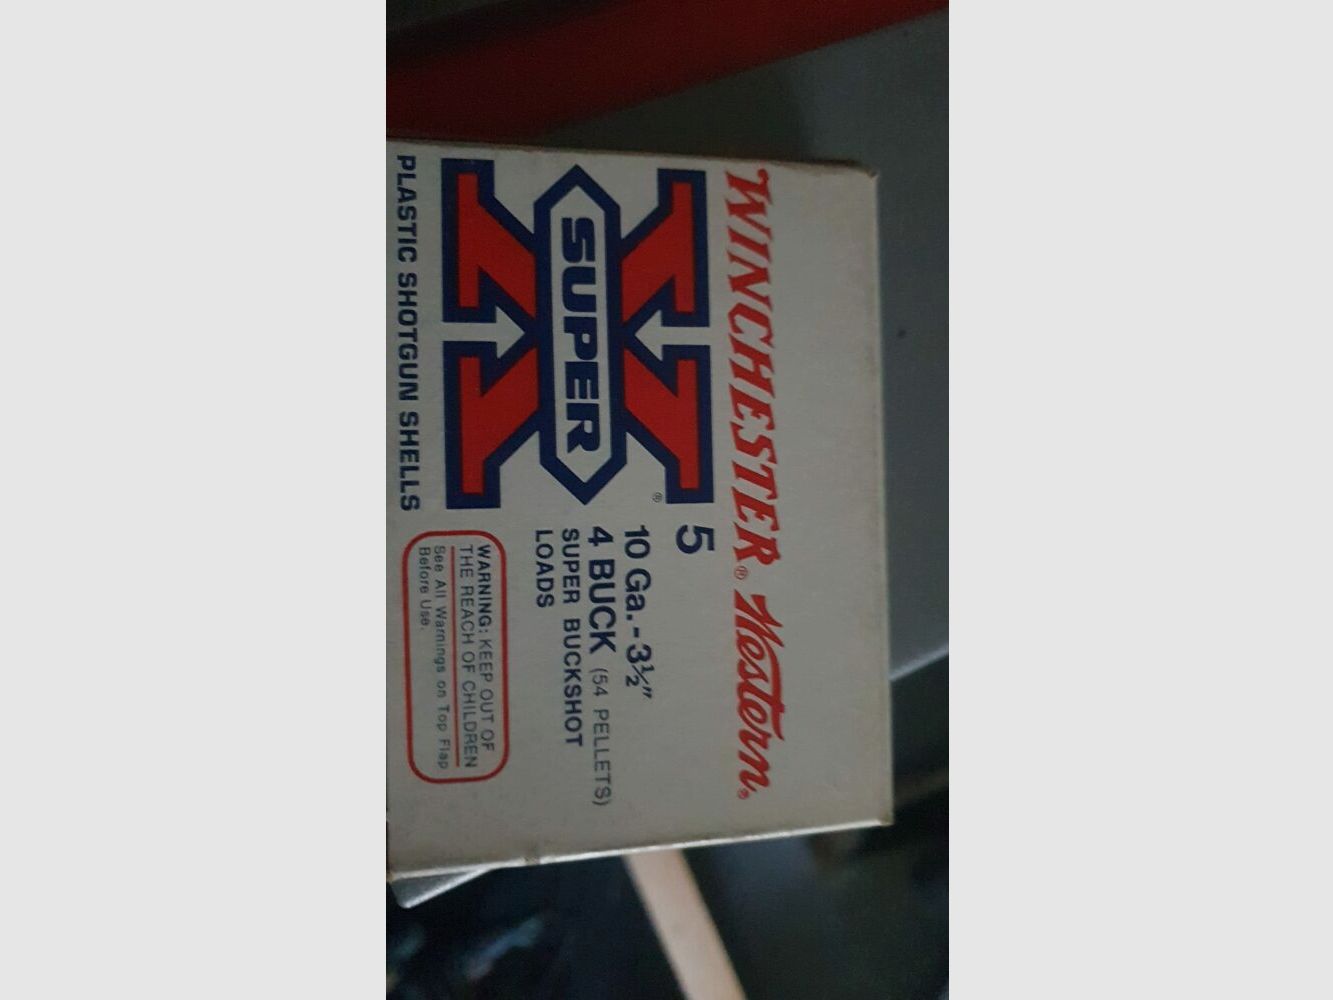 WINCHESTER® Western®
SUPER X®
5
10 Ga.-3½"
4 BUCK (54 PELLETS)
SUPER BUCKSHOT
LOADS
PLASTIC SHOTGUN SHELLS
WARNING: KEEP OUT OF
THE REACH OF CHILDREN
See All Warnings on Top Flap
Before Use.